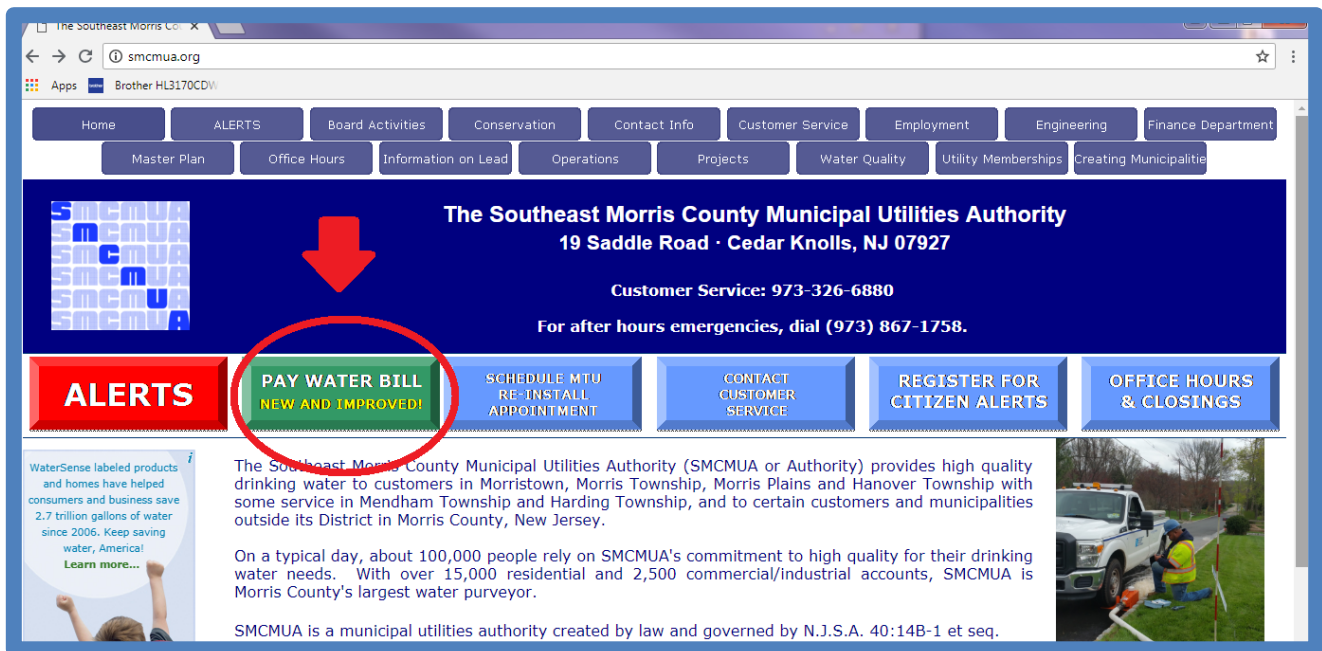 The Southeast Morris Co
smcmua.org
Apps
Brother HL3170CDW
Home
ALERTS
Board Activities
Conservation
Contact Info
Customer Service
Employment
Engineering
Finance Department
Master Plan
Office Hours
Information on Lead
Operations
Projects
Water Quality
Utility Memberships
Creating Municipalitie
SMCMUA
SMCMUA
SMCMUA
SMCMUA
SMCMUA
SMCMUA
The Southeast Morris County Municipal Utilities Authority
19 Saddle Road · Cedar Knolls, NJ 07927
Customer Service: 973-326-6880
For after hours emergencies, dial (973) 867-1758.
ALERTS
PAY WATER BILL
NEW AND IMPROVED!
SCHEDULE MTU
RE-INSTALL
APPOINTMENT
CONTACT
CUSTOMER
SERVICE
REGISTER FOR
CITIZEN ALERTS
OFFICE HOURS
& CLOSINGS
i
WaterSense labeled products
and homes have helped
consumers and business save
2.7 trillion gallons of water
since 2006. Keep saving
water, America!
Learn more...
The Southeast Morris County Municipal Utilities Authority (SMCMUA or Authority) provides high quality
drinking water to customers in Morristown, Morris Township, Morris Plains and Hanover Township with
some service in Mendham Township and Harding Township, and to certain customers and municipalities
outside its District in Morris County, New Jersey.
On a typical day, about 100,000 people rely on SMCMUA's commitment to high quality for their drinking
water needs. With over 15,000 residential and 2,500 commercial/industrial accounts, SMCMUA is
Morris County's largest water purveyor.
SMCMUA is a municipal utilities authority created by law and governed by N.J.S.A. 40:14B-1 et seq.